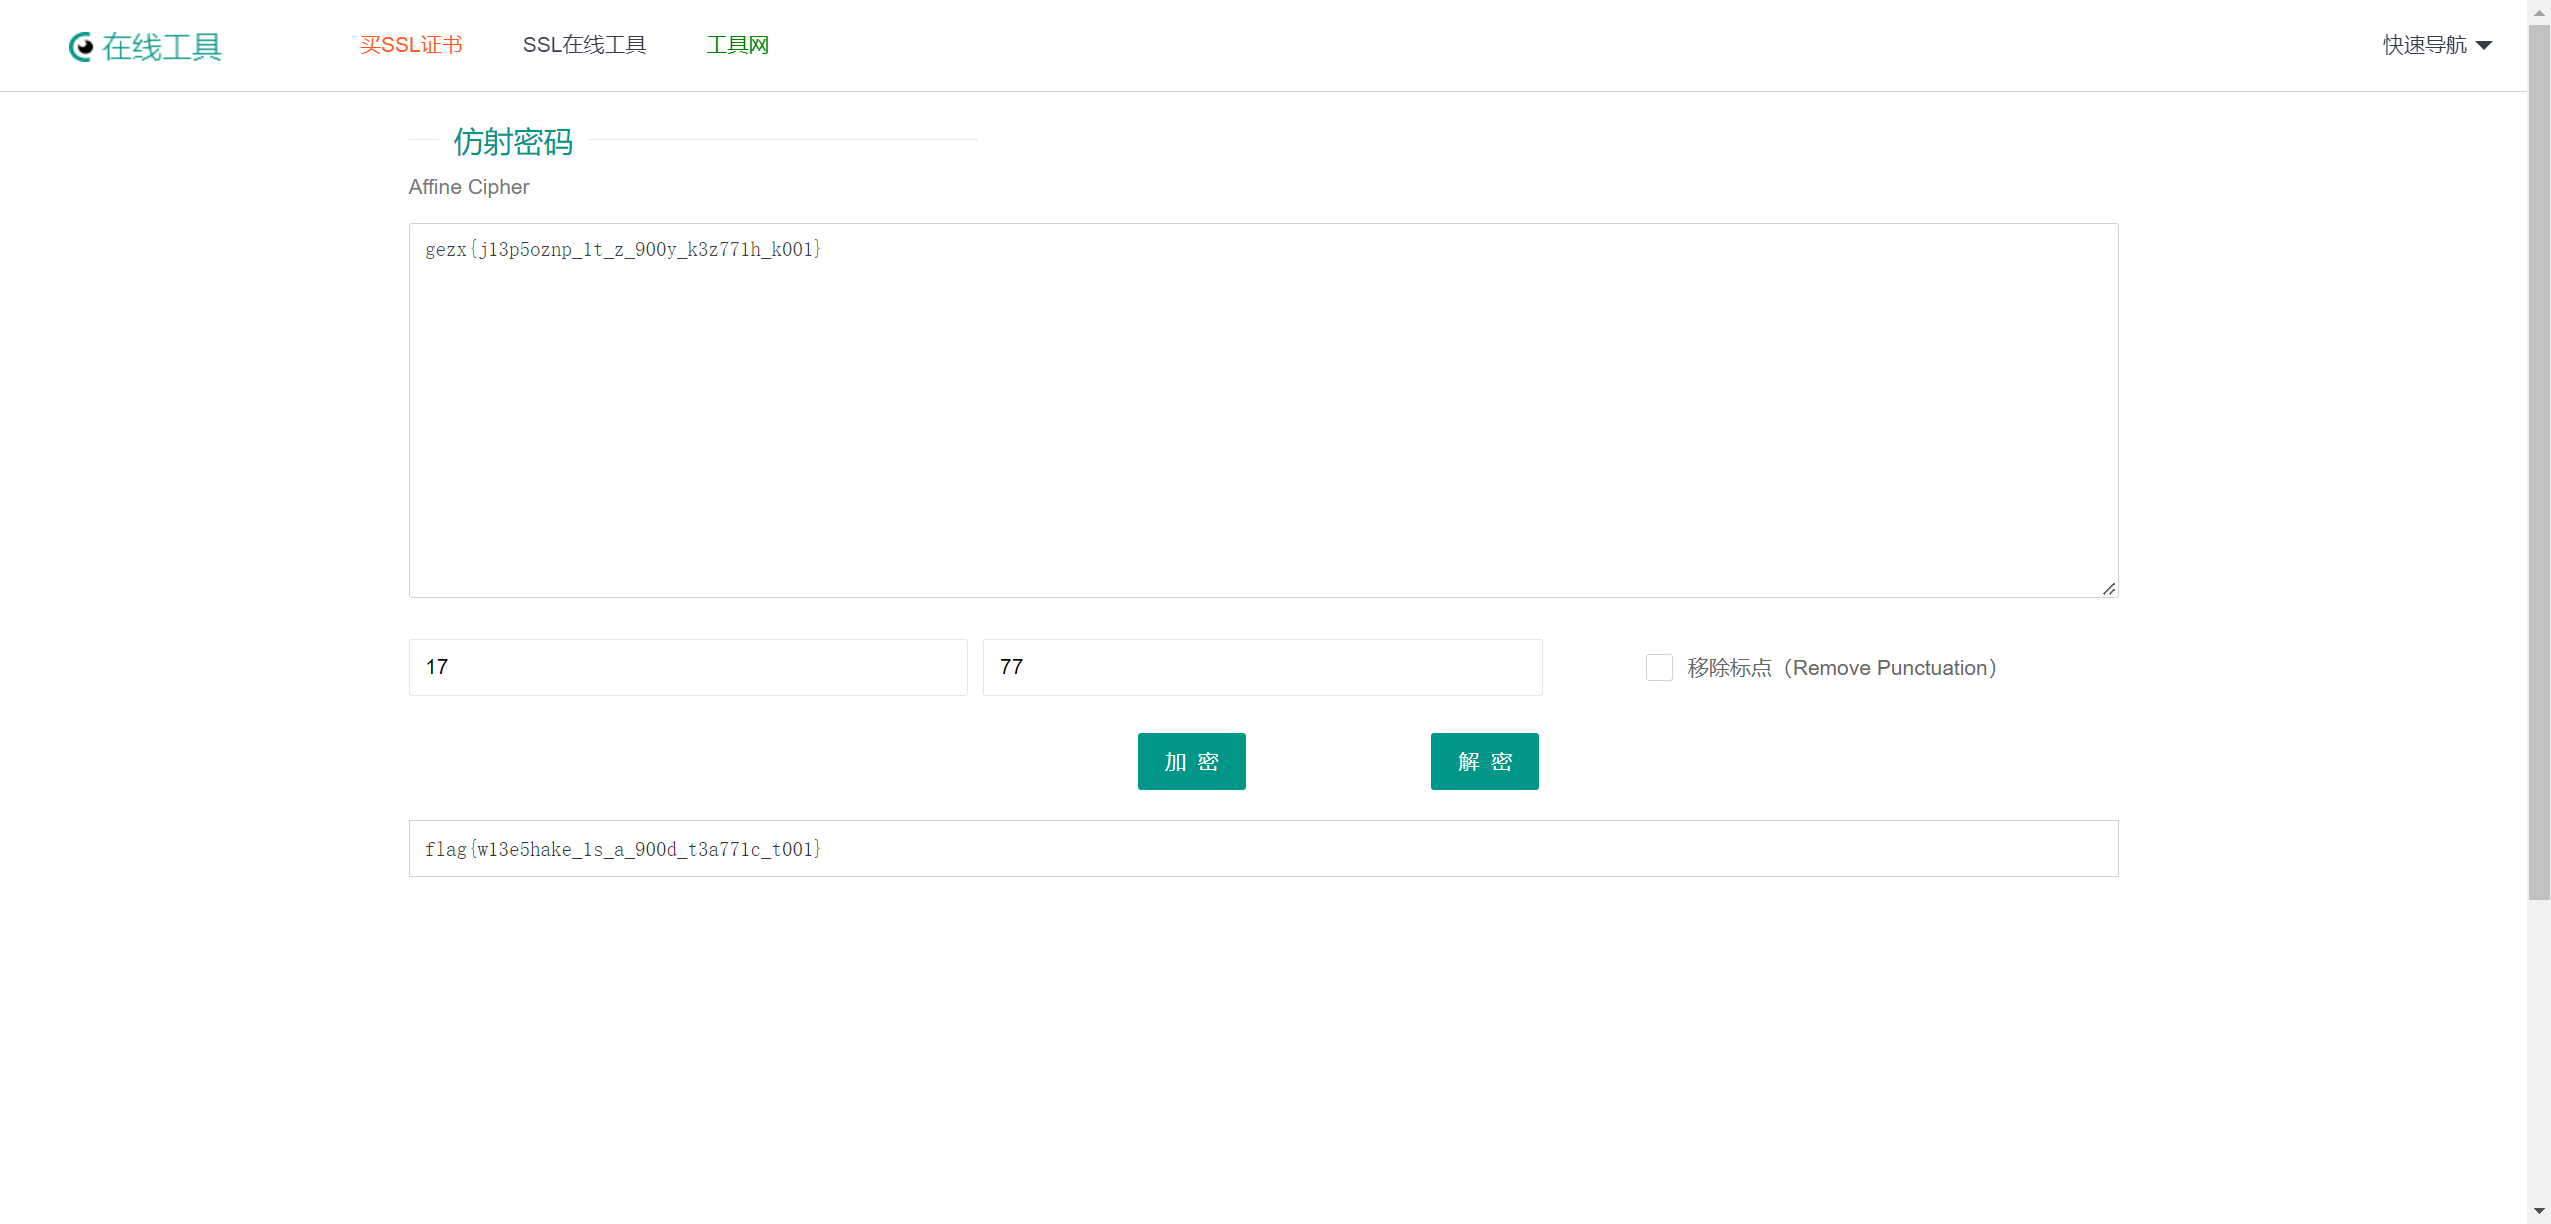 在线工具
买SSL证书
SSL在线工具
工具网
快速导航
仿射密码
Affine Cipher
gezx{j13p5oznp_1t_z_900y_k3z771h_k001}
17
77
移除标点（Remove Punctuation）
加 密
解 密
flag{w13e5hake_1s_a_900d_t3a771c_t001}